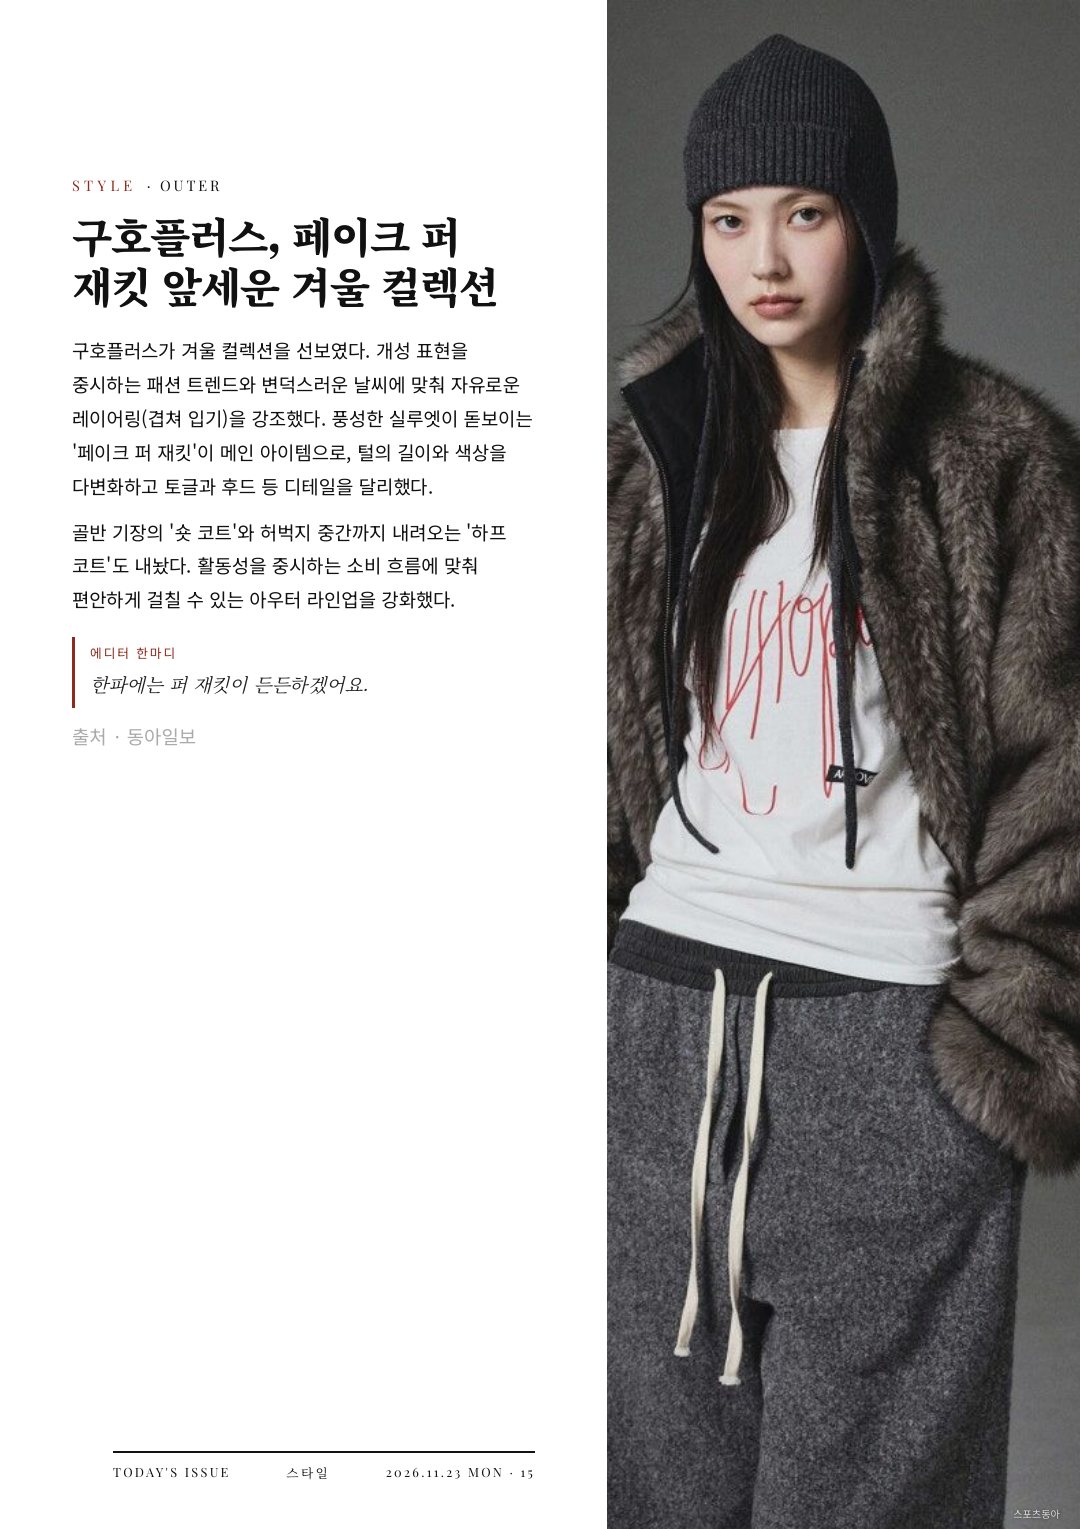 STYLE · OUTER
구호플러스, 페이크 퍼
재킷 앞세운 겨울 컬렉션
구호플러스가 겨울 컬렉션을 선보였다. 개성 표현을
중시하는 패션 트렌드와 변덕스러운 날씨에 맞춰 자유로운
레이어링(겹쳐 입기)을 강조했다. 풍성한 실루엣이 돋보이는
'페이크 퍼 재킷'이 메인 아이템으로, 털의 길이와 색상을
다변화하고 토글과 후드 등 디테일을 달리했다.
골반 기장의 '숏 코트'와 허벅지 중간까지 내려오는 '하프
코트'도 내놨다. 활동성을 중시하는 소비 흐름에 맞춰
편안하게 걸칠 수 있는 아우터 라인업을 강화했다.
에디터 한마디
한파에는 퍼 재킷이 든든하겠어요.
출처 · 동아일보
TODAY'S ISSUE 스타일 2026.11.23 MON · 15
스포츠동아